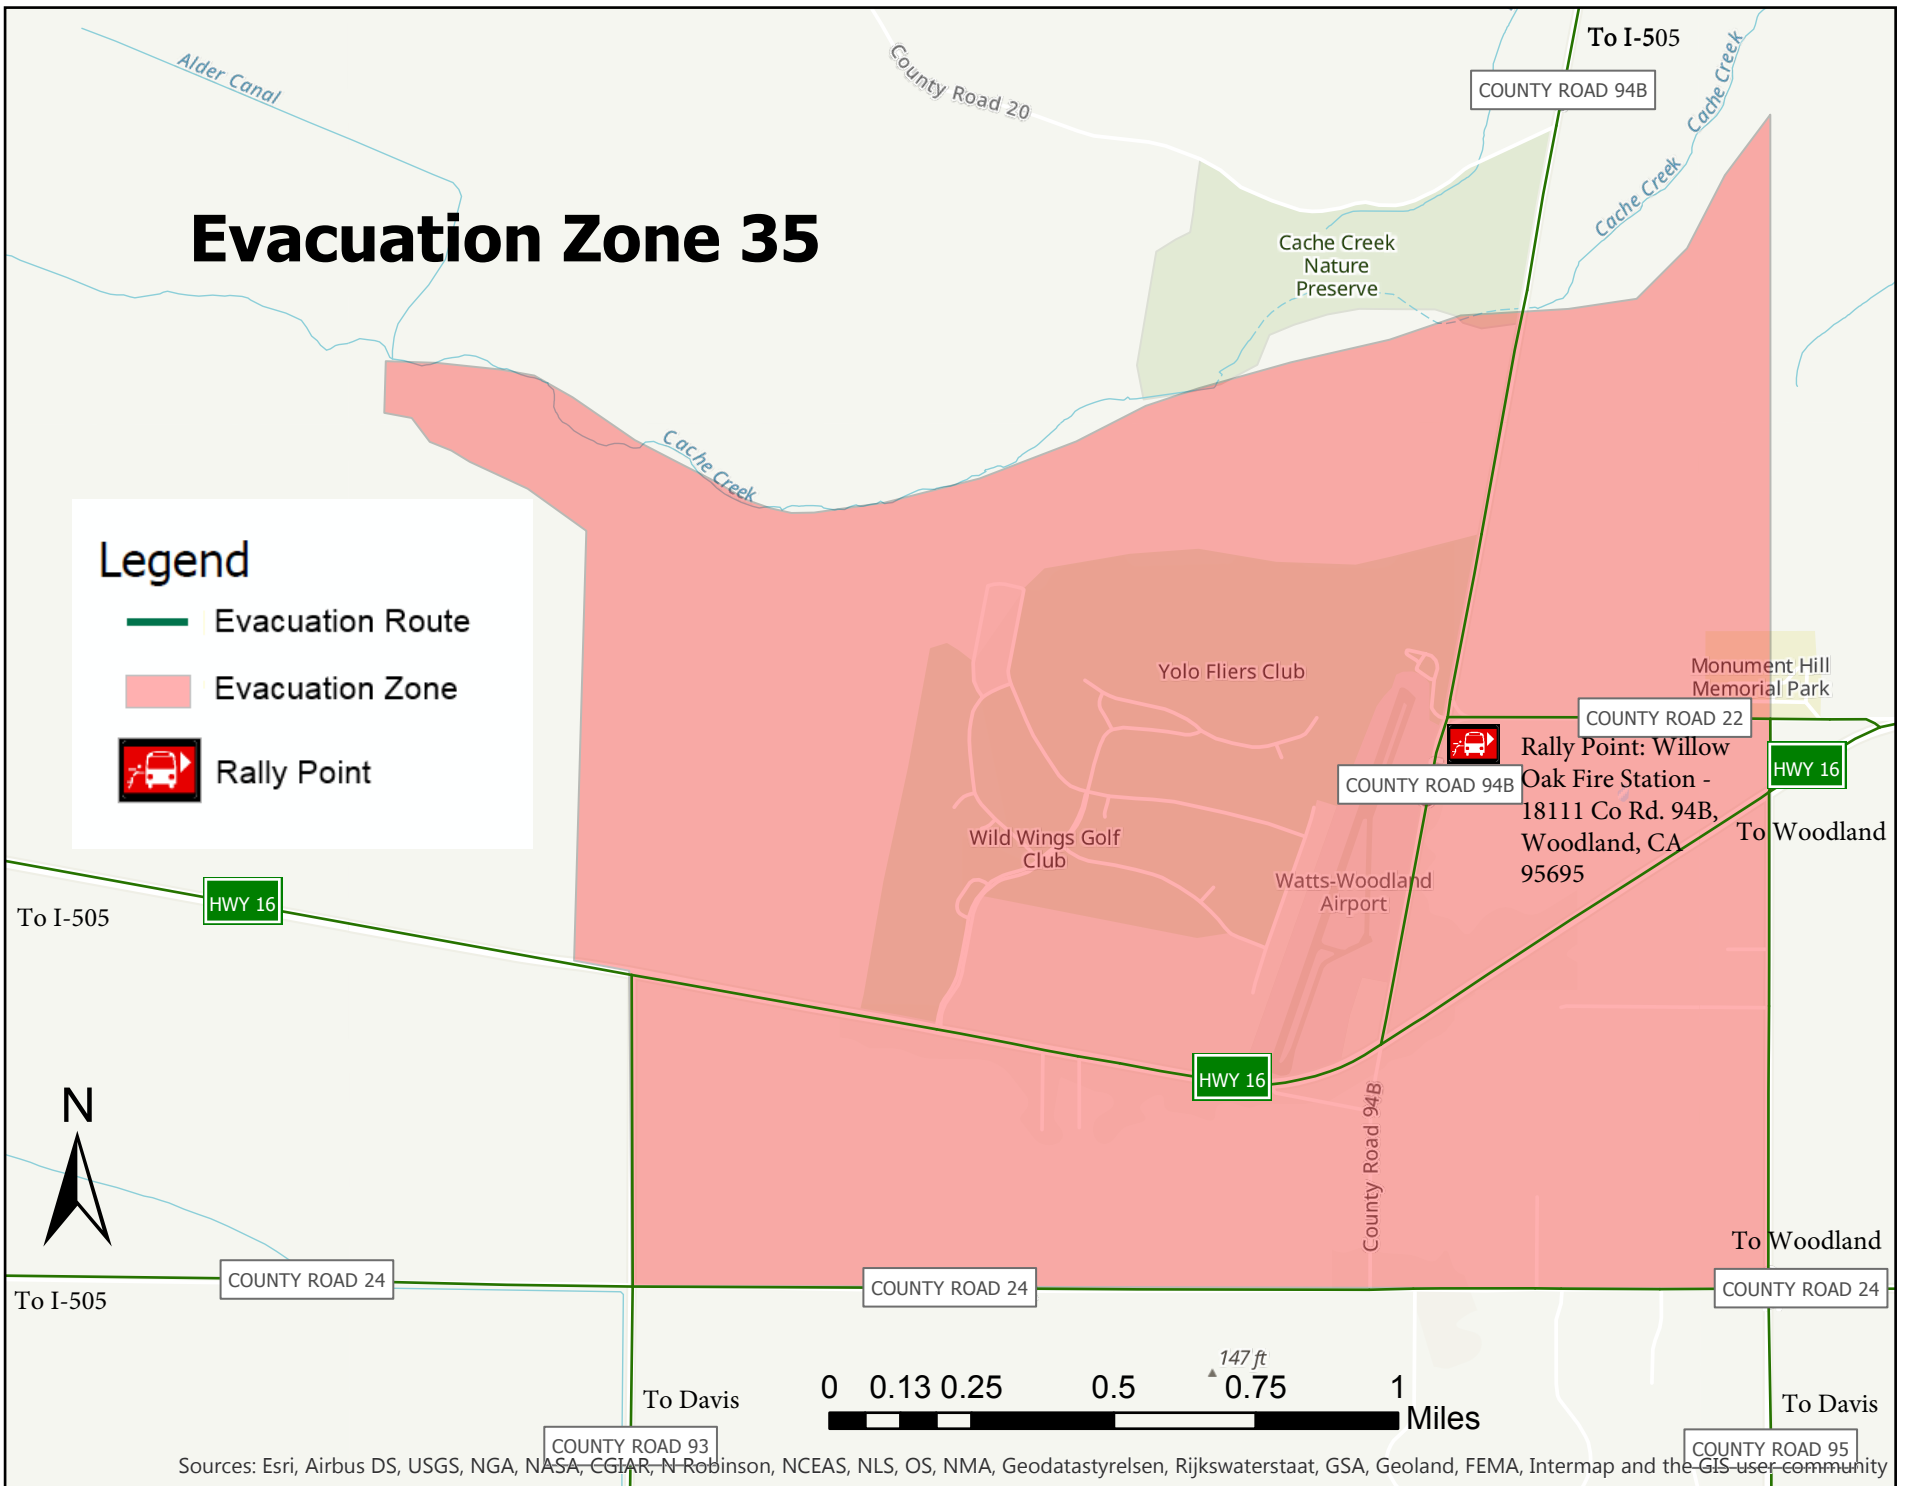 To I-505
COUNTY ROAD 94B
Cache Creek
Alder Canal
County Road 20
Cache Creek
Evacuation Zone 35
Cache Creek
Nature
Preserve
Cache Creek
Legend
Evacuation Route
Evacuation Zone
Rally Point
Yolo Fliers Club
Monument Hill
Memorial Park
COUNTY ROAD 22
Rally Point: Willow
Oak Fire Station -
18111 Co Rd. 94B,
Woodland, CA
95695
HWY 16
COUNTY ROAD 94B
To Woodland
Wild Wings Golf
Club
Watts-Woodland
Airport
HWY 16
To I-505
HWY 16
County Road 94B
N
To Woodland
COUNTY ROAD 24
COUNTY ROAD 24
COUNTY ROAD 24
To I-505
147 ft
0 0.13 0.25 0.5 0.75 1
Miles
To Davis
To Davis
COUNTY ROAD 93
COUNTY ROAD 95
Sources: Esri, Airbus DS, USGS, NGA, NASA, CGIAR, N Robinson, NCEAS, NLS, OS, NMA, Geodatastyrelsen, Rijkswaterstaat, GSA, Geoland, FEMA, Intermap and the GIS user community